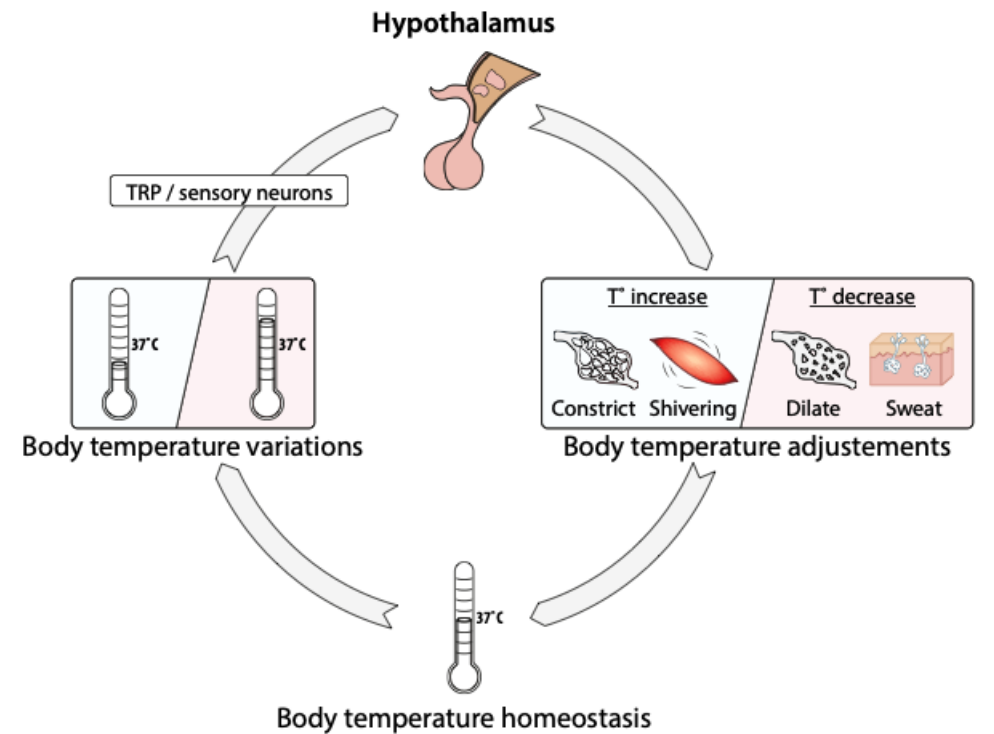 Hypothalamus
TRP / sensory neurons
37°C
37°C
Body temperature variations
T° increase
T° decrease
Constrict
Shivering
Dilate
Sweat
Body temperature adjustements
37°C
Body temperature homeostasis